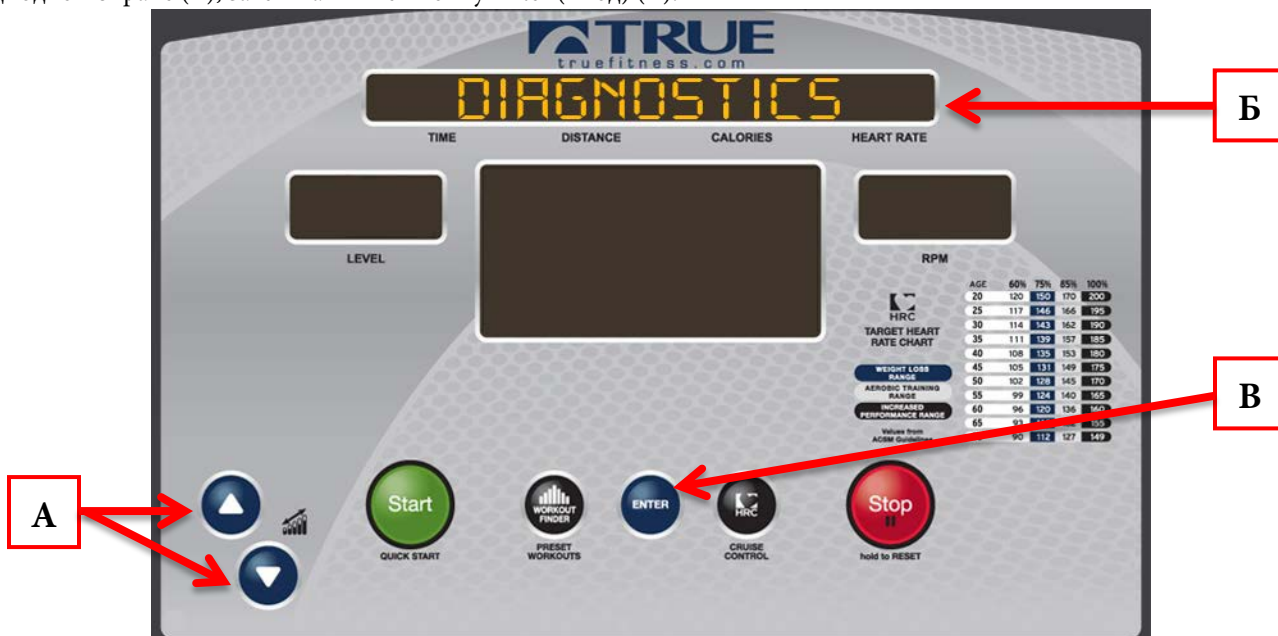 TRUE
truefitness.com
DIAGNOSTICS
Б
TIME DISTANCE CALORIES HEART RATE
LEVEL
RPM
HRC
TARGET HEART
RATE CHART
WEIGHT LOSS
RANGE
AEROBIC TRAINING
RANGE
INCREASED
PERFORMANCE RANGE
Values from
ACSM Guidelines
AGE 60% 75% 85% 100%
20 120 150 170 200
25 117 146 166 195
30 114 143 162 190
35 111 139 157 185
40 108 135 153 180
45 105 131 149 175
50 102 128 145 170
55 99 124 140 165
60 96 120 136 160
65 93 155
90 112 127 149
В
А
Start
QUICK START
WORKOUT
FINDER
PRESET
WORKOUTS
ENTER
HRC
CRUISE
CONTROL
Stop
hold to RESET